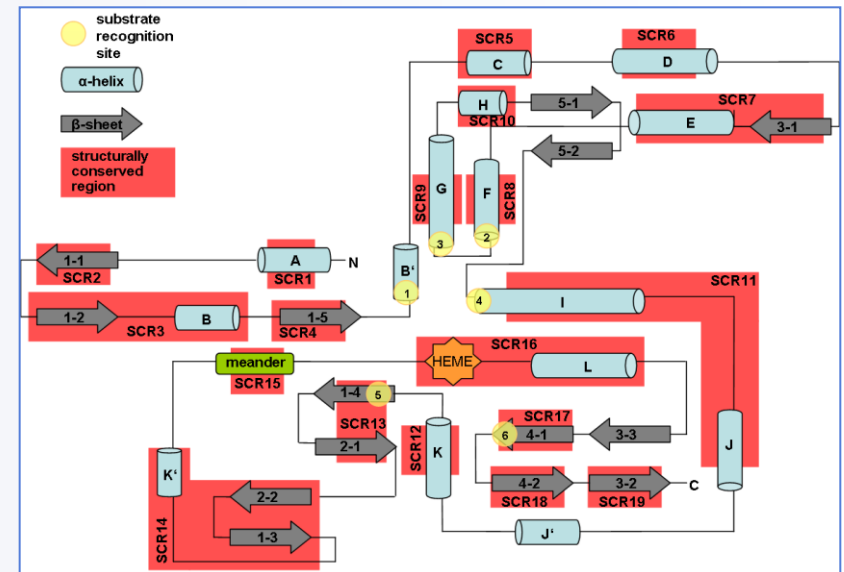 substrate
recognition
site
α-helix
β-sheet
structurally
conserved
region
SCR5
C
SCR6
D
H
SCR10
5-1
SCR7
E
3-1
5-2
SCR9
G
F
SCR8
3
2
1-1
SCR2
A
SCR1
N
B‘
1
1-2
SCR3
B
1-5
SCR4
4
I
SCR11
meander
SCR15
HEME
SCR16
L
1-4
5
SCR13
2-1
SCR12
K
SCR17
6
4-1
3-3
J
K‘
SCR14
2-2
1-3
4-2
SCR18
3-2
SCR19
C
J‘